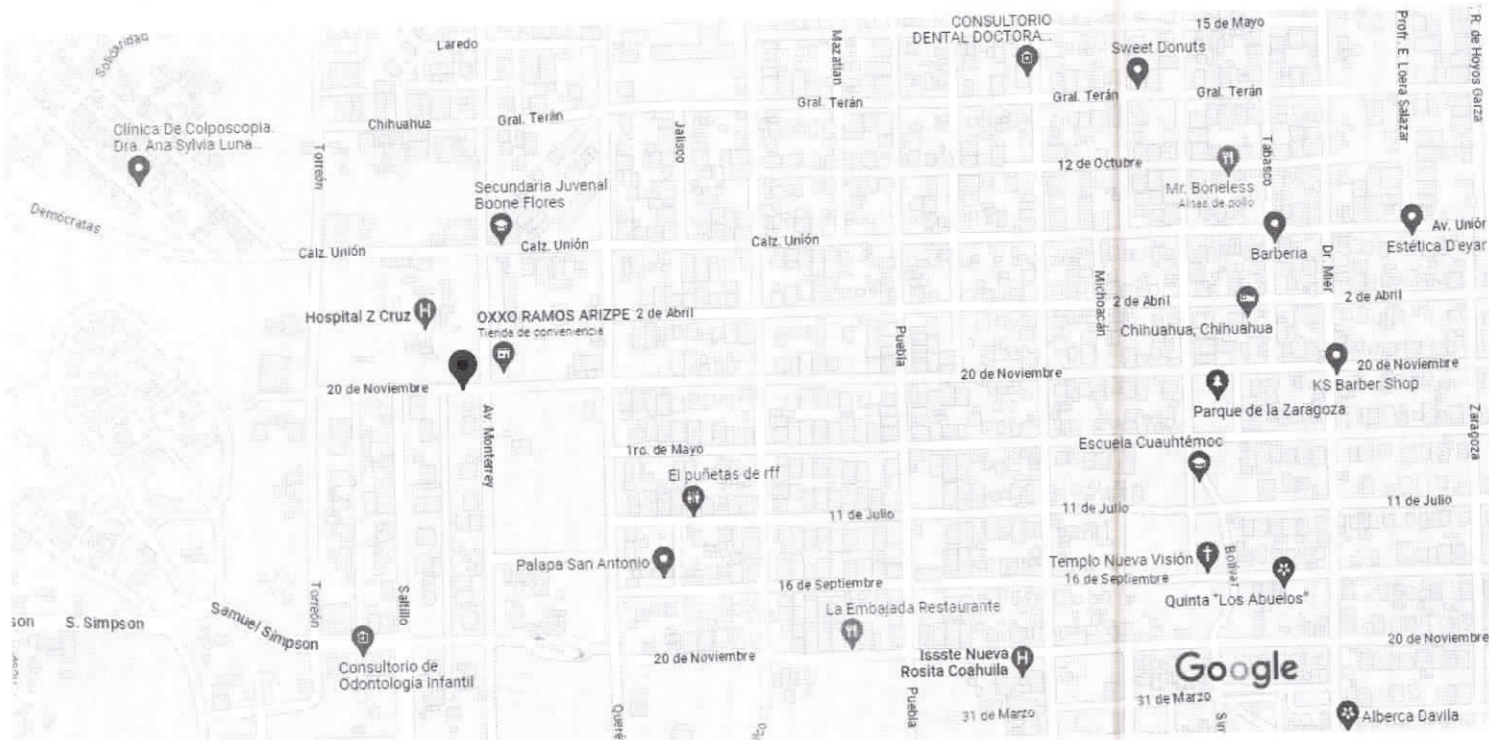 Solidaridad
Laredo
Mazatlan
CONSULTORIO
DENTAL DOCTORA...
15 de Mayo
Sweet Donuts
Profr. E. Loera Salazar
R. de Hoyos Garza
Clínica De Colposcopia.
Dra. Ana Sylvia Luna...
Chihuahua
Gral. Terán
Gral. Terán
Gral. Terán
Gral. Terán
Torreón
Jalisco
12 de Octubre
Tabasco
Mr. Boneless
Alitas de pollo
Secundaria Juvenal
Boone Flores
Demócratas
Calz. Unión
Calz. Unión
Calz. Unión
Av. Unión
Barberia
Estética D'eyar
Dr. Mier
Michoacán
Hospital Z Cruz
OXXO RAMOS ARIZPE
Tienda de conveniencia
2 de Abril
2 de Abril
2 de Abril
Chihuahua, Chihuahua
Puebla
20 de Noviembre
20 de Noviembre
20 de Noviembre
KS Barber Shop
Parque de la Zaragoza
Av. Monterrey
Zaragoza
1ro. de Mayo
Escuela Cuauhtémoc
El puñetas de rff
11 de Julio
11 de Julio
11 de Julio
Palapa San Antonio
Templo Nueva Visión
Bolívar
16 de Septiembre
16 de Septiembre
Quinta "Los Abuelos"
Torreón
Saltillo
son
S. Simpson
Samuel Simpson
La Embajada Restaurante
Consultorio de
Odontología Infantil
20 de Noviembre
20 de Noviembre
Issste Nueva
Rosita Coahuila
Google
Queré
Puebla
31 de Marzo
31 de Marzo
Alberca Davila